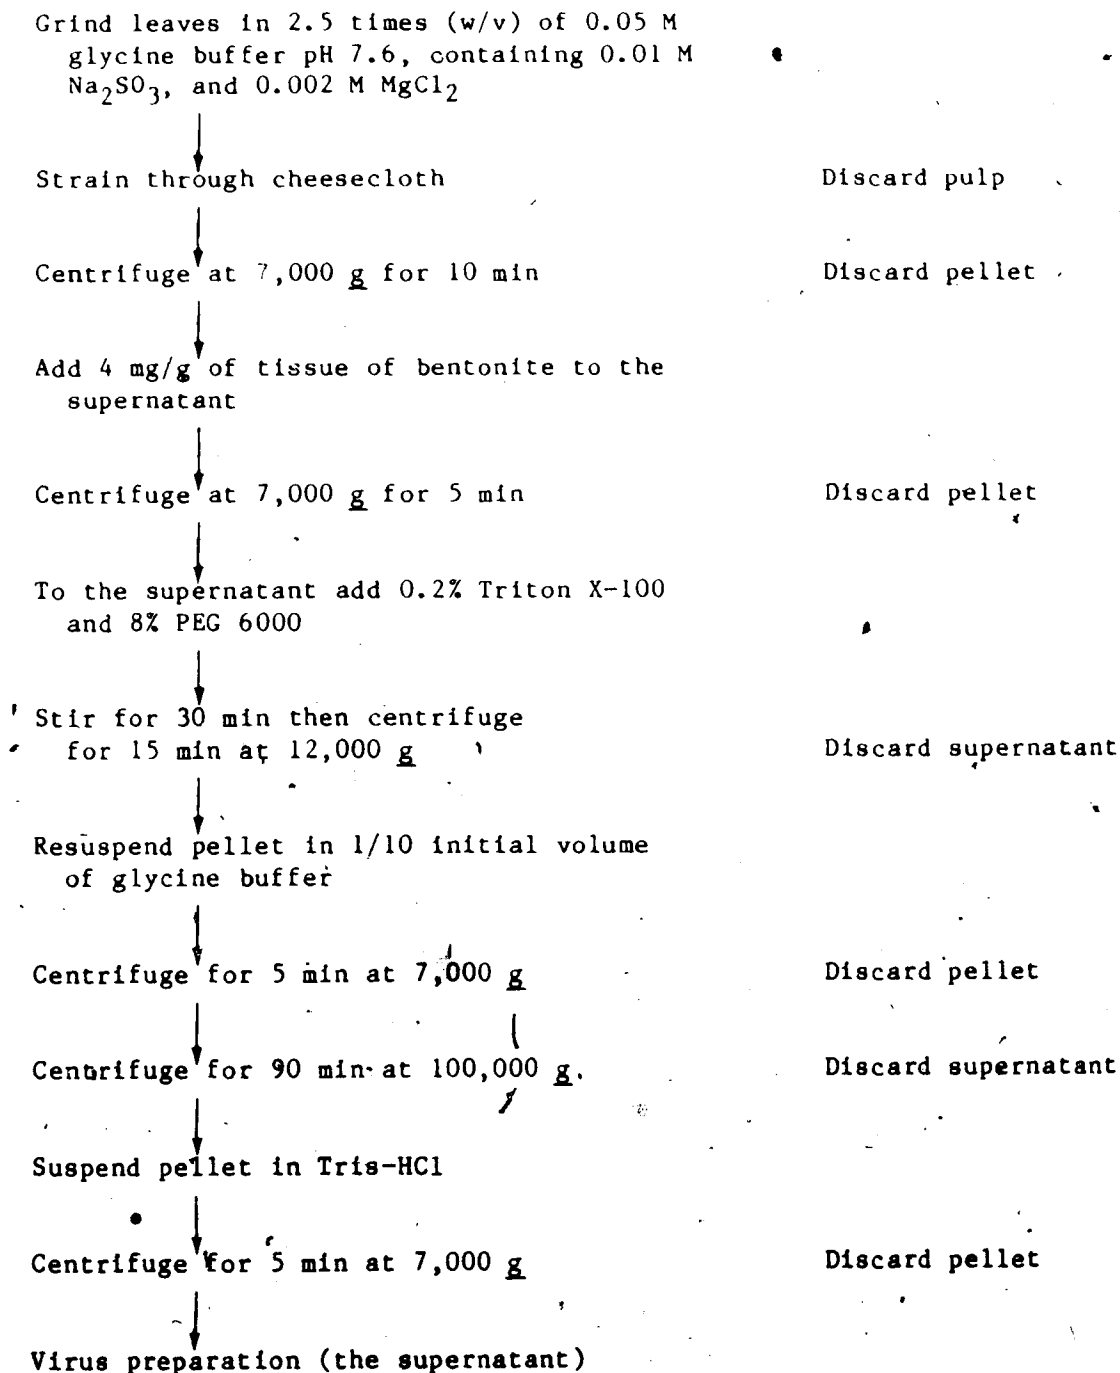 Grind leaves in 2.5 times (w/v) of 0.05 M
glycine buffer pH 7.6, containing 0.01 M
Na2SO3, and 0.002 M MgCl2
Strain through cheesecloth Discard pulp
Centrifuge at 7,000 g for 10 min Discard pellet
Add 4 mg/g of tissue of bentonite to the
supernatant
Centrifuge at 7,000 g for 5 min Discard pellet
To the supernatant add 0.2% Triton X-100
and 8% PEG 6000
Stir for 30 min then centrifuge
for 15 min at 12,000 g Discard supernatant
Resuspend pellet in 1/10 initial volume
of glycine buffer
Centrifuge for 5 min at 7,000 g Discard pellet
Centrifuge for 90 min at 100,000 g. Discard supernatant
Suspend pellet in Tris-HCl
Centrifuge for 5 min at 7,000 g Discard pellet
Virus preparation (the supernatant)